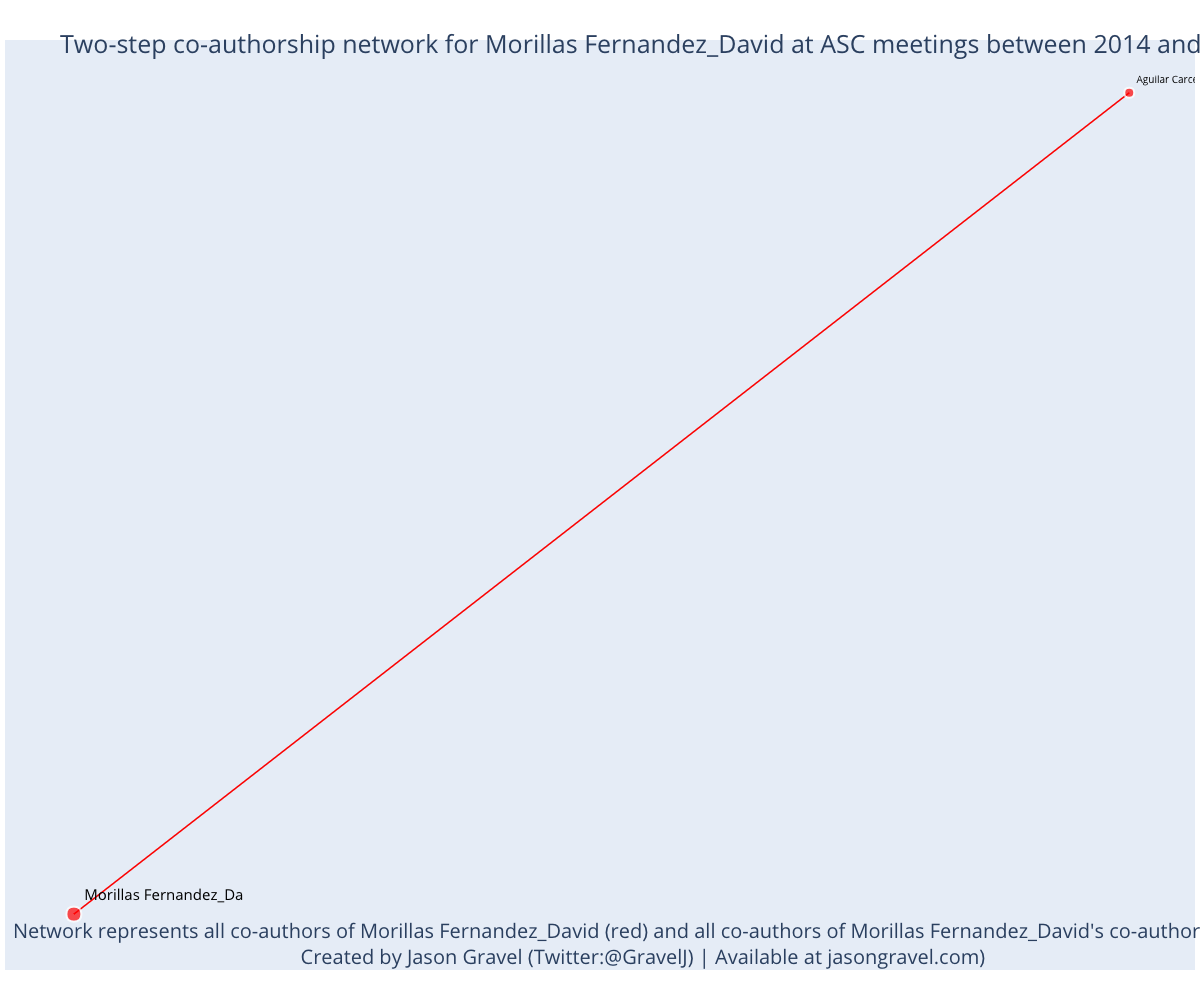 Two-step co-authorship network for Morillas Fernandez_David at ASC meetings between 2014 and
Aguilar Carce
Morillas Fernandez_Da
Network represents all co-authors of Morillas Fernandez_David (red) and all co-authors of Morillas Fernandez_David's co-author
Created by Jason Gravel (Twitter:@GravelJ) | Available at jasongravel.com)